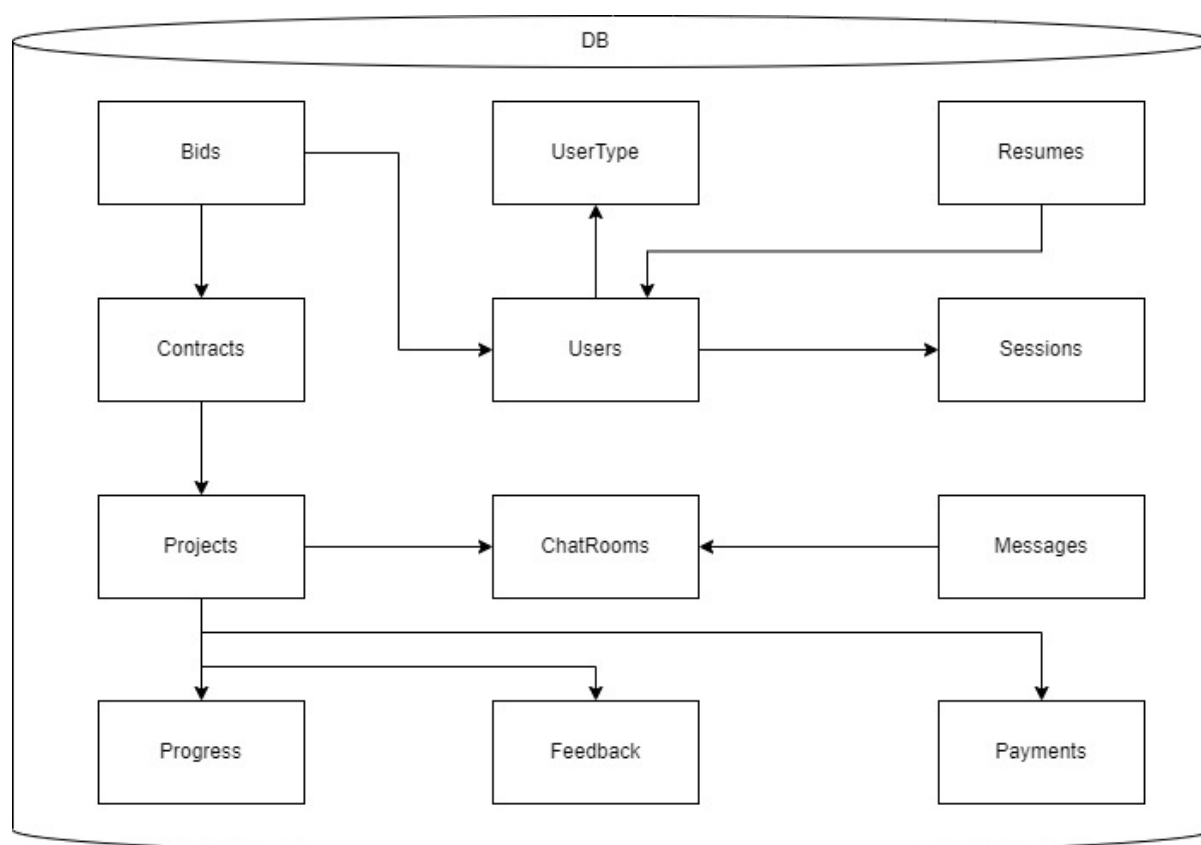 DB
Bids
UserType
Resumes
Contracts
Users
Sessions
Projects
ChatRooms
Messages
Progress
Feedback
Payments